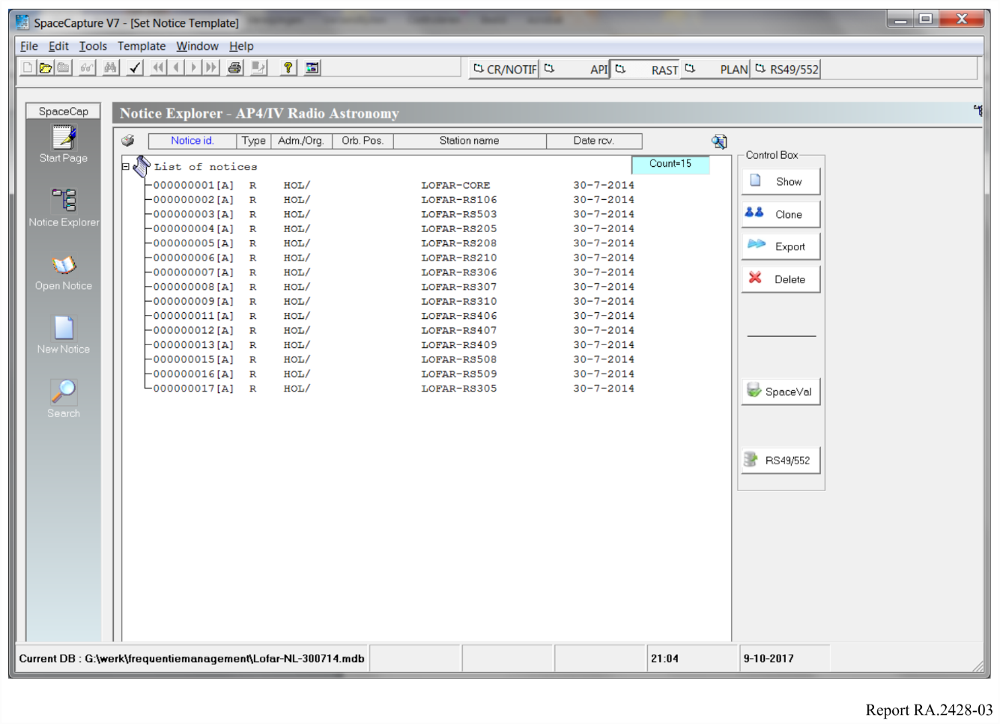 SpaceCapture V7 - [Set Notice Template]
File Edit Tools Template Window Help
CR/NOTIF API RAST PLAN RS49/552
SpaceCap
Notice Explorer - AP4/IV Radio Astronomy
Notice id. Type Adm./Org. Orb. Pos. Station name Date rcv.
Start Page
Notice Explorer
Open Notice
New Notice
Search
List of notices Count=15
000000001[A] R HOL/ LOFAR-CORE 30-7-2014
000000002[A] R HOL/ LOFAR-RS106 30-7-2014
000000003[A] R HOL/ LOFAR-RS503 30-7-2014
000000004[A] R HOL/ LOFAR-RS205 30-7-2014
000000005[A] R HOL/ LOFAR-RS208 30-7-2014
000000006[A] R HOL/ LOFAR-RS210 30-7-2014
000000007[A] R HOL/ LOFAR-RS306 30-7-2014
000000008[A] R HOL/ LOFAR-RS307 30-7-2014
000000009[A] R HOL/ LOFAR-RS310 30-7-2014
000000011[A] R HOL/ LOFAR-RS406 30-7-2014
000000012[A] R HOL/ LOFAR-RS407 30-7-2014
000000013[A] R HOL/ LOFAR-RS409 30-7-2014
000000015[A] R HOL/ LOFAR-RS508 30-7-2014
000000016[A] R HOL/ LOFAR-RS509 30-7-2014
000000017[A] R HOL/ LOFAR-RS305 30-7-2014
Control Box
Show
Clone
Export
Delete
SpaceVal
RS49/552
Current DB : G:\werk\frequentiemanagement\Lofar-NL-300714.mdb 21:04 9-10-2017
Report RA.2428-03